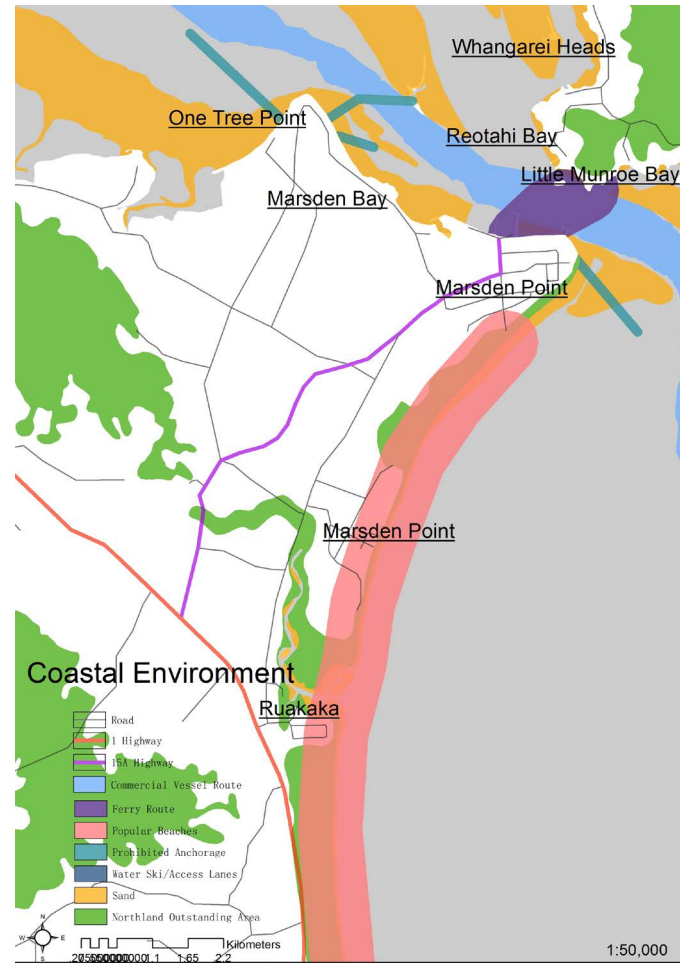 Whangarei Heads
One Tree Point
Reotahi Bay
Little Munroe Bay
Marsden Bay
Marsden Point
Marsden Point
Coastal Environment
Ruakaka
Road
1 Highway
15A Highway
Commercial Vessel Route
Ferry Route
Popular Beaches
Prohibited Anchorage
Water Ski/Access Lanes
Sand
Northland Outstanding Area
N
W E
S
Kilometers
1.1 1.65 2.2
1:50,000